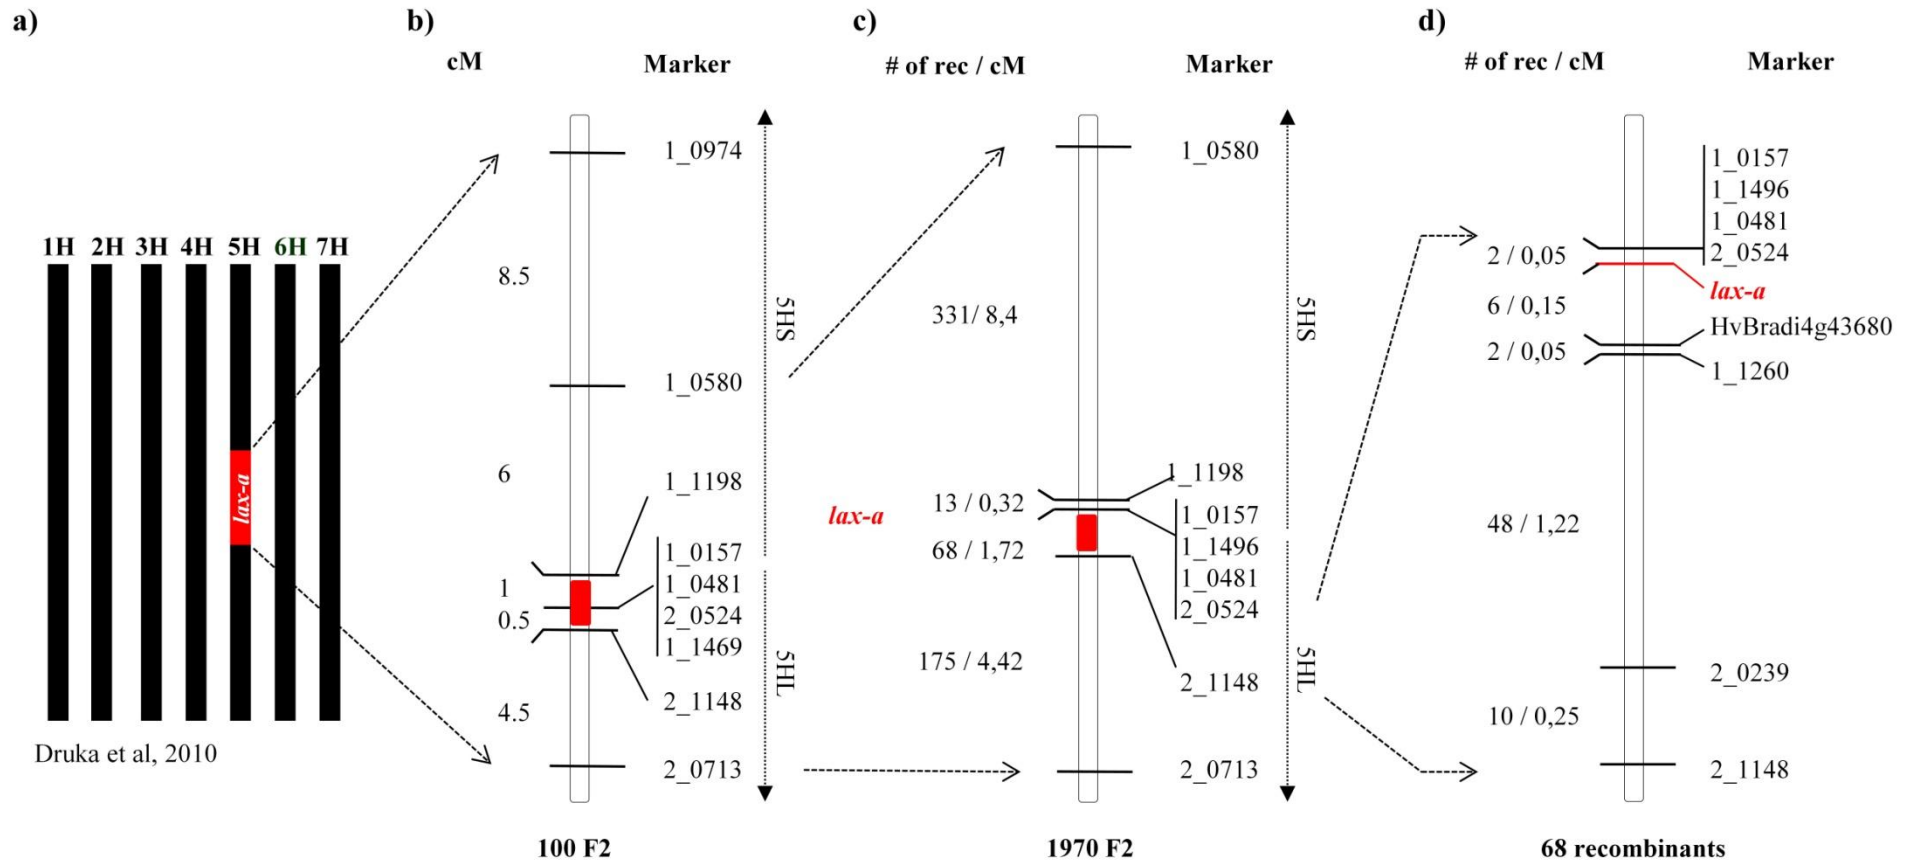 a)
1H 2H 3H 4H 5H 6H 7H
lax-a
Druka et al, 2010
b)
cM Marker
1_0974
8.5
1_0580
6
1_1198
1
1_0157
1_0481
0.5
2_0524
1_1469
2_1148
4.5
2_0713
5HS
5HL
100 F2
c)
# of rec / cM Marker
1_0580
331/ 8,4
1_1198
13 / 0,32
lax-a
1_0157
1_1496
1_0481
2_0524
68 / 1,72
175 / 4,42
2_1148
2_0713
5HS
5HL
1970 F2
d)
# of rec / cM Marker
1_0157
1_1496
1_0481
2_0524
2 / 0,05
lax-a
6 / 0,15
HvBradi4g43680
2 / 0,05
1_1260
48 / 1,22
2_0239
10 / 0,25
2_1148
68 recombinants